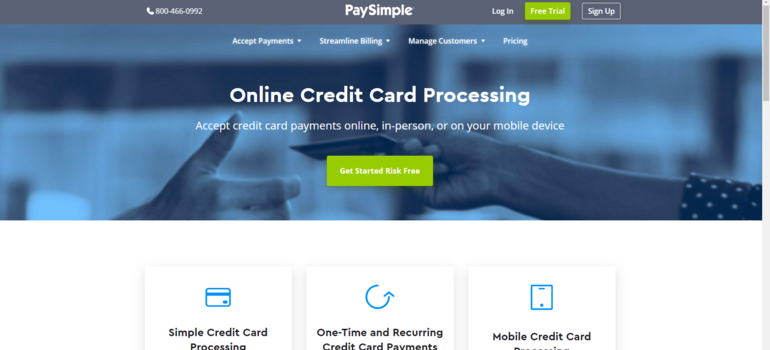 800-466-0992
PaySimple
Log In
Free Trial
Sign Up
Accept Payments
Streamline Billing
Manage Customers
Pricing
Online Credit Card Processing
Accept credit card payments online, in-person, or on your mobile device
Get Started Risk Free
Simple Credit Card
Processing
One-Time and Recurring
Credit Card Payments
Mobile Credit Card
Processing